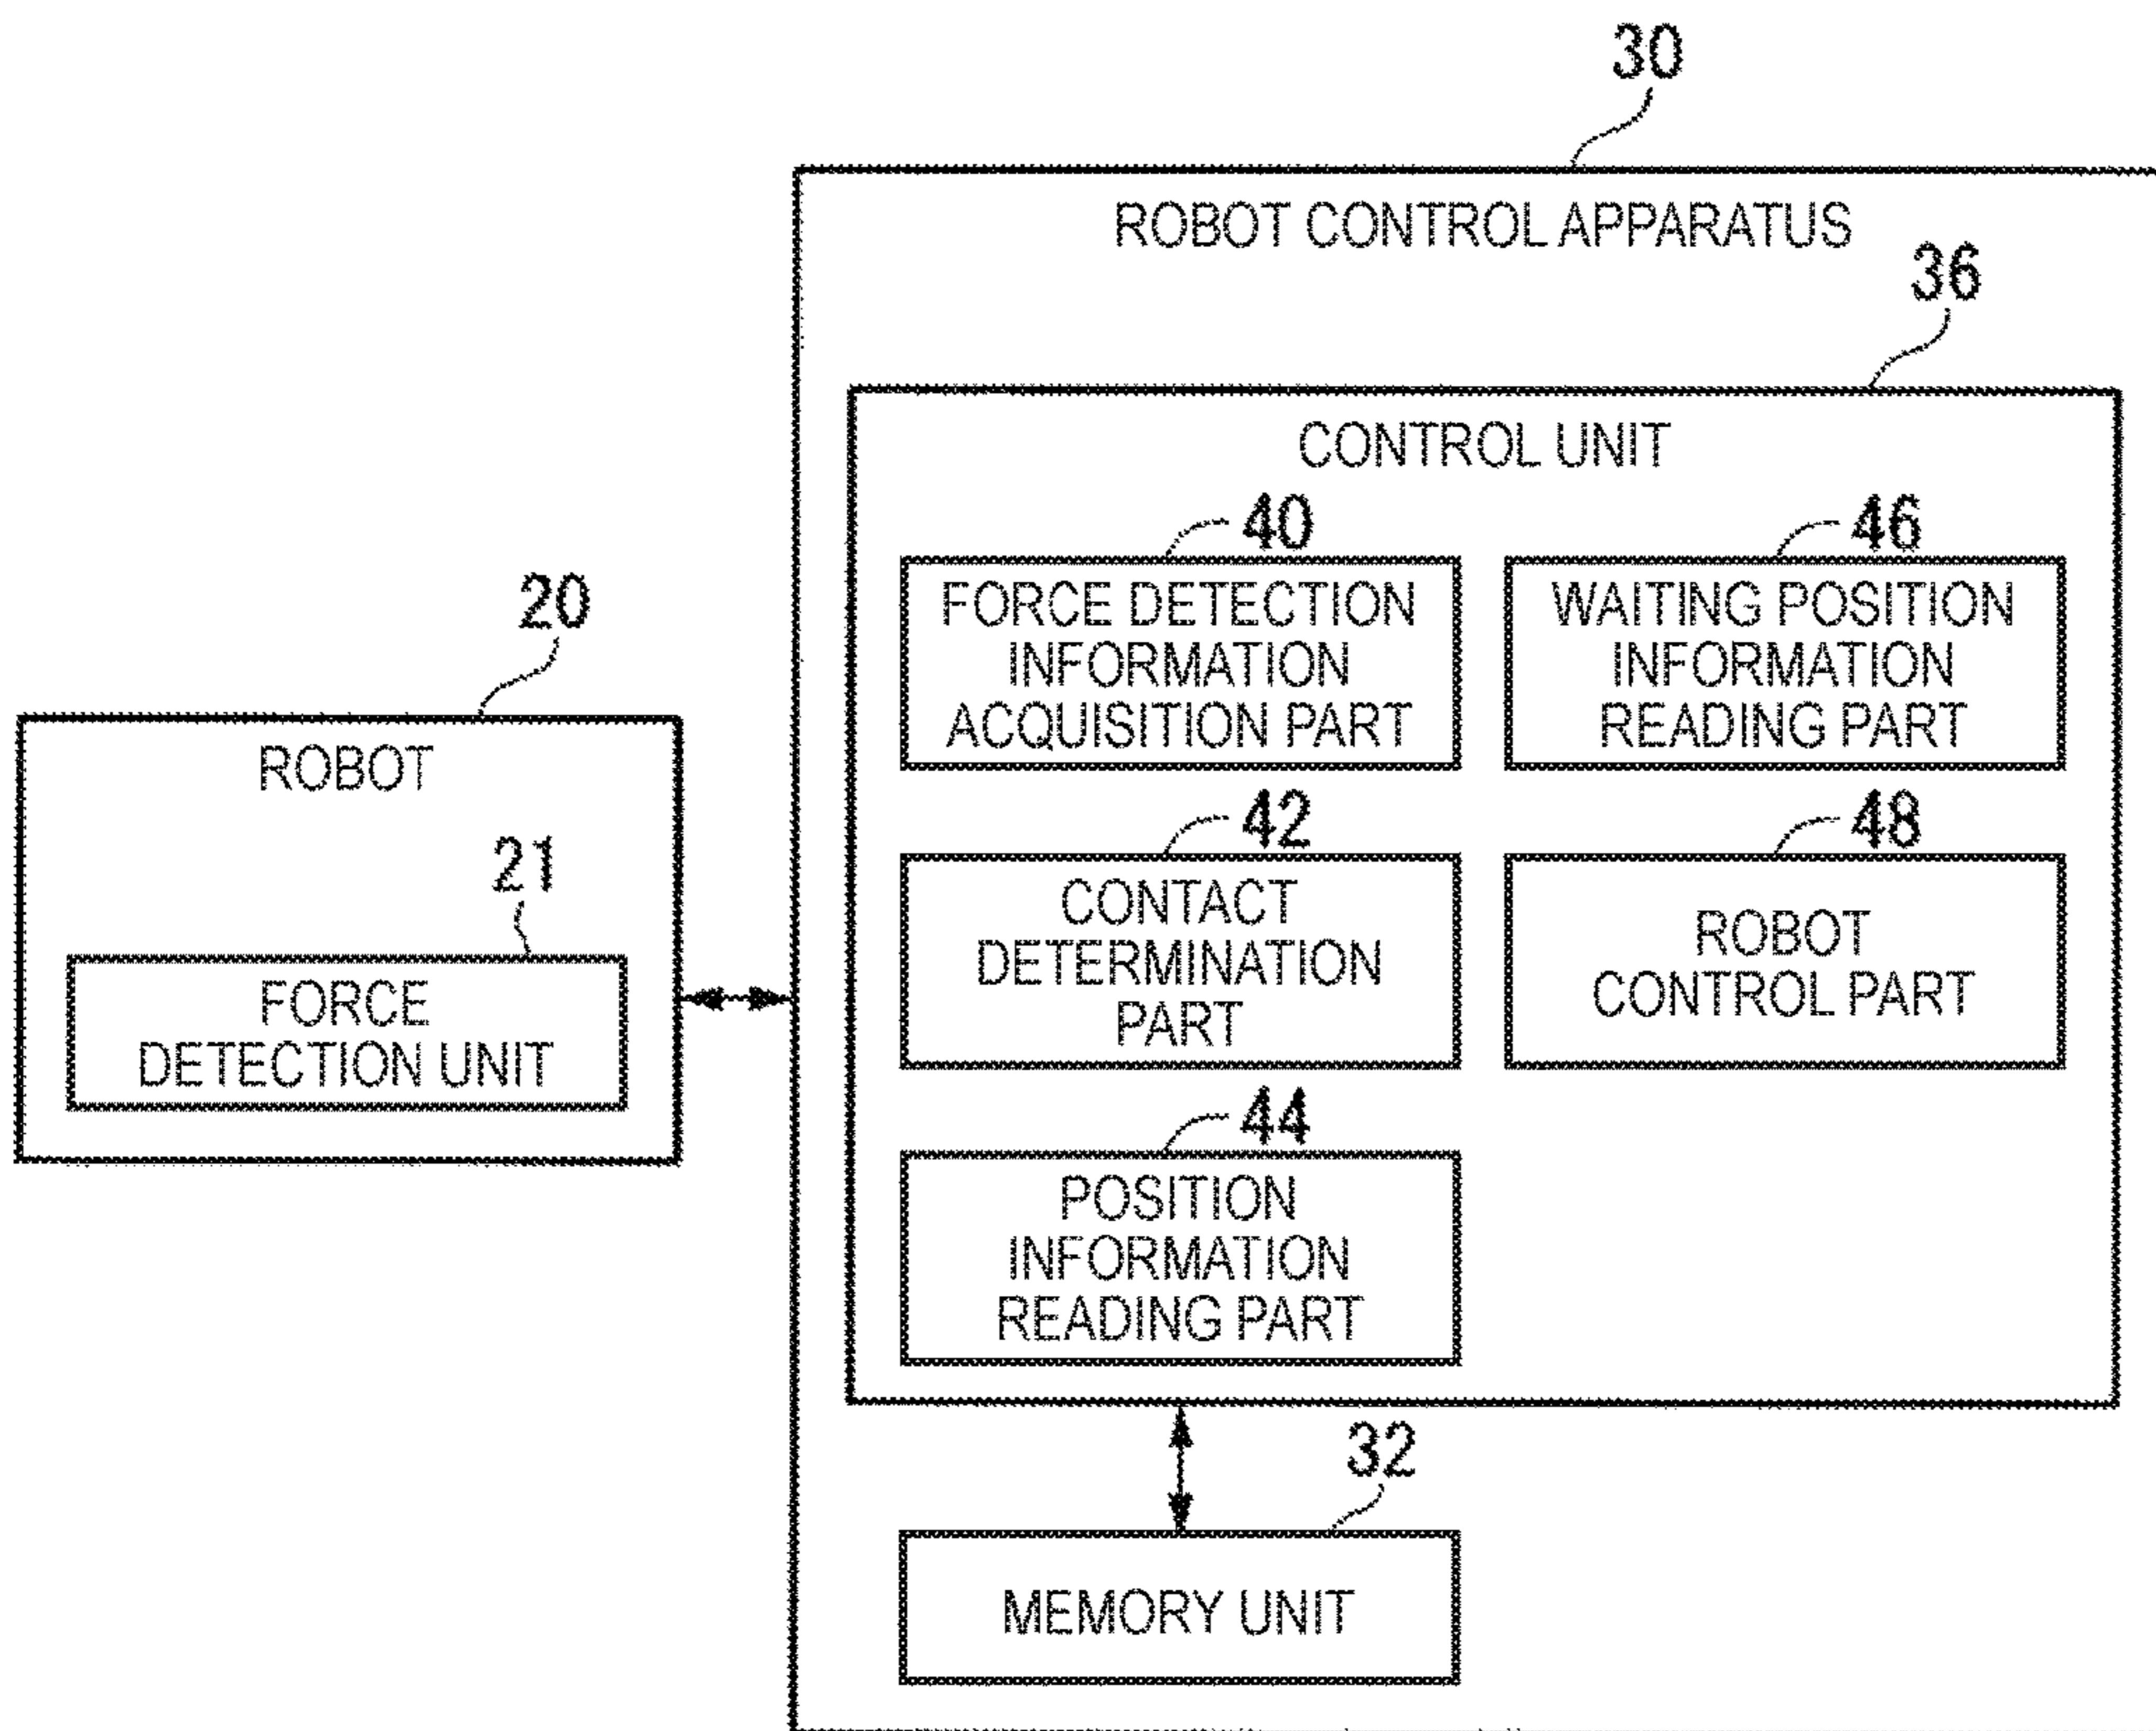 30
ROBOT CONTROL APPARATUS
36
CONTROL UNIT
40
FORCE DETECTION
INFORMATION
ACQUISITION PART
46
WAITING POSITION
INFORMATION
READING PART
20
ROBOT
21
FORCE
DETECTION UNIT
42
CONTACT
DETERMINATION
PART
48
ROBOT
CONTROL PART
44
POSITION
INFORMATION
READING PART
32
MEMORY UNIT